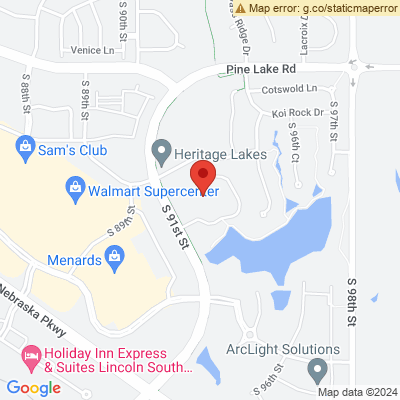 Map error: g.co/staticmaperror
S 90th St
Venice Ln
Ridge Dr
Lacroix
Pine Lake Rd
S 88th St
S 89th St
Cotswold Ln
Koi Rock Dr
S 97th St
Sam's Club
Heritage Lakes
S 96th Ct
Walmart Supercenter
S 91st St
S 89th St
Menards
Nebraska Pkwy
S 98th St
Holiday Inn Express
& Suites Lincoln South...
ArcLight Solutions
S 96th St
Google
Map data ©2024